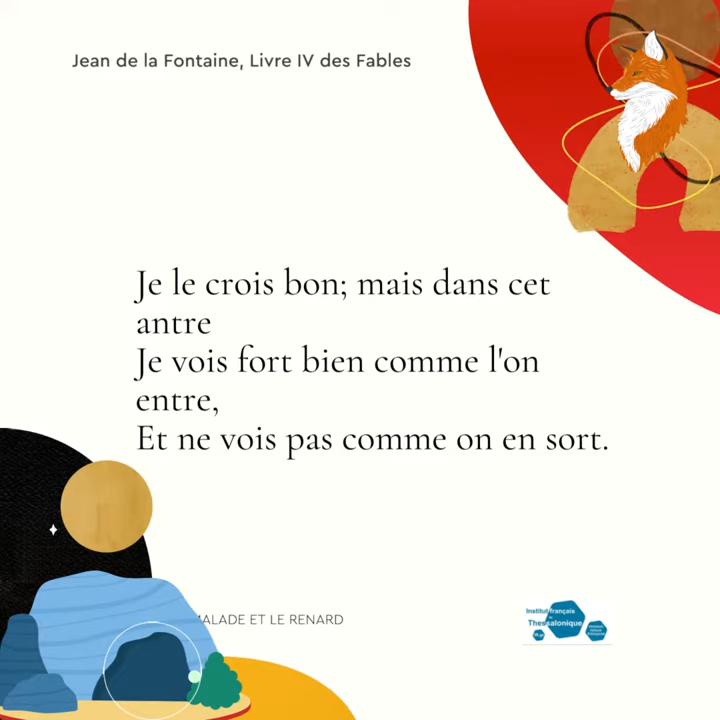 Jean de la Fontaine, Livre IV des Fables
Je le crois bon; mais dans cet
antre
Je vois fort bien comme l'on
entre,
Et ne vois pas comme on en sort.
MALADE ET LE RENARD
Institut français
Thessalonique